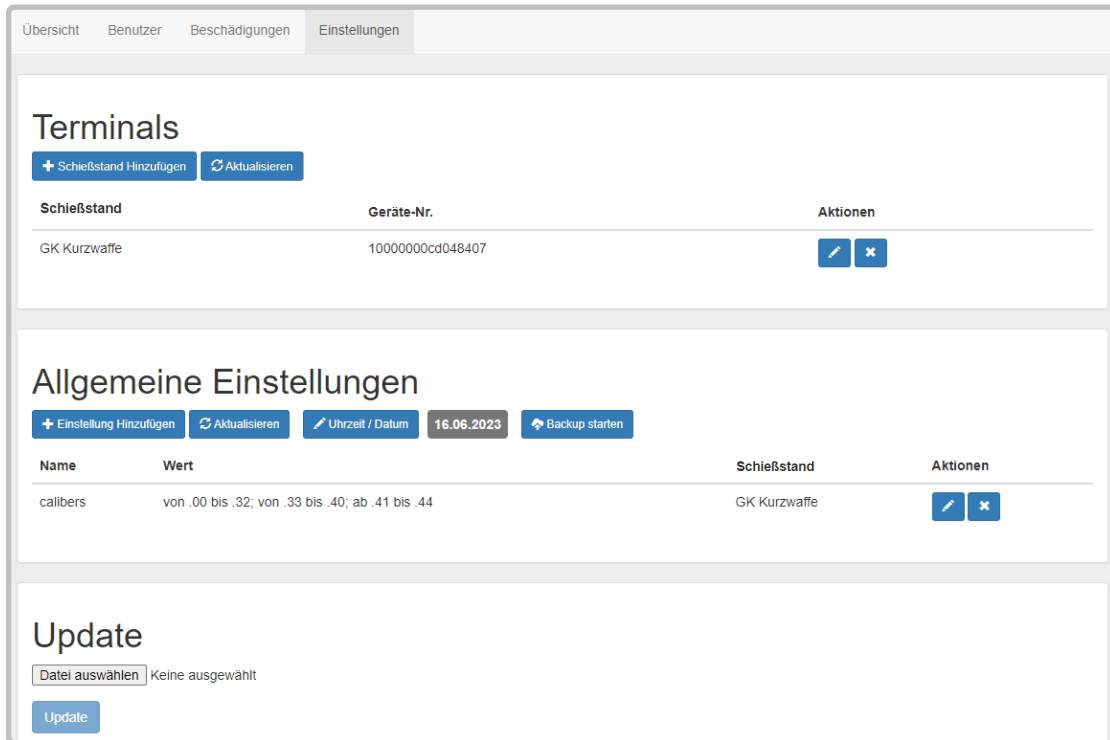 Übersicht Benutzer Beschädigungen Einstellungen
Terminals
Schießstand Hinzufügen Aktualisieren
Schießstand Geräte-Nr. Aktionen
GK Kurzwaffe 10000000cd048407
Allgemeine Einstellungen
Einstellung Hinzufügen Aktualisieren Uhrzeit / Datum 16.06.2023 Backup starten
Name Wert Schießstand Aktionen
calibers von .00 bis .32; von .33 bis .40; ab .41 bis .44 GK Kurzwaffe
Update
Datei auswählen Keine ausgewählt
Update